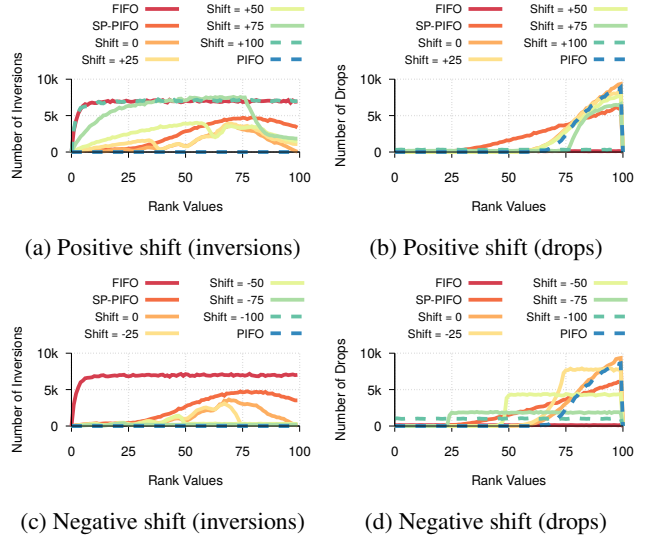 FIFO
SP-PIFO
Shift = 0
Shift = +25
Shift = +50
Shift = +75
Shift = +100
PIFO
Number of Inversions
10k
5k
0
0 25 50 75 100
Rank Values
(a) Positive shift (inversions)
FIFO
SP-PIFO
Shift = 0
Shift = +25
Shift = +50
Shift = +75
Shift = +100
PIFO
Number of Drops
10k
5k
0
0 25 50 75 100
Rank Values
(b) Positive shift (drops)
FIFO
SP-PIFO
Shift = 0
Shift = -25
Shift = -50
Shift = -75
Shift = -100
PIFO
Number of Inversions
10k
5k
0
0 25 50 75 100
Rank Values
(c) Negative shift (inversions)
FIFO
SP-PIFO
Shift = 0
Shift = -25
Shift = -50
Shift = -75
Shift = -100
PIFO
Number of Drops
10k
5k
0
0 25 50 75 100
Rank Values
(d) Negative shift (drops)